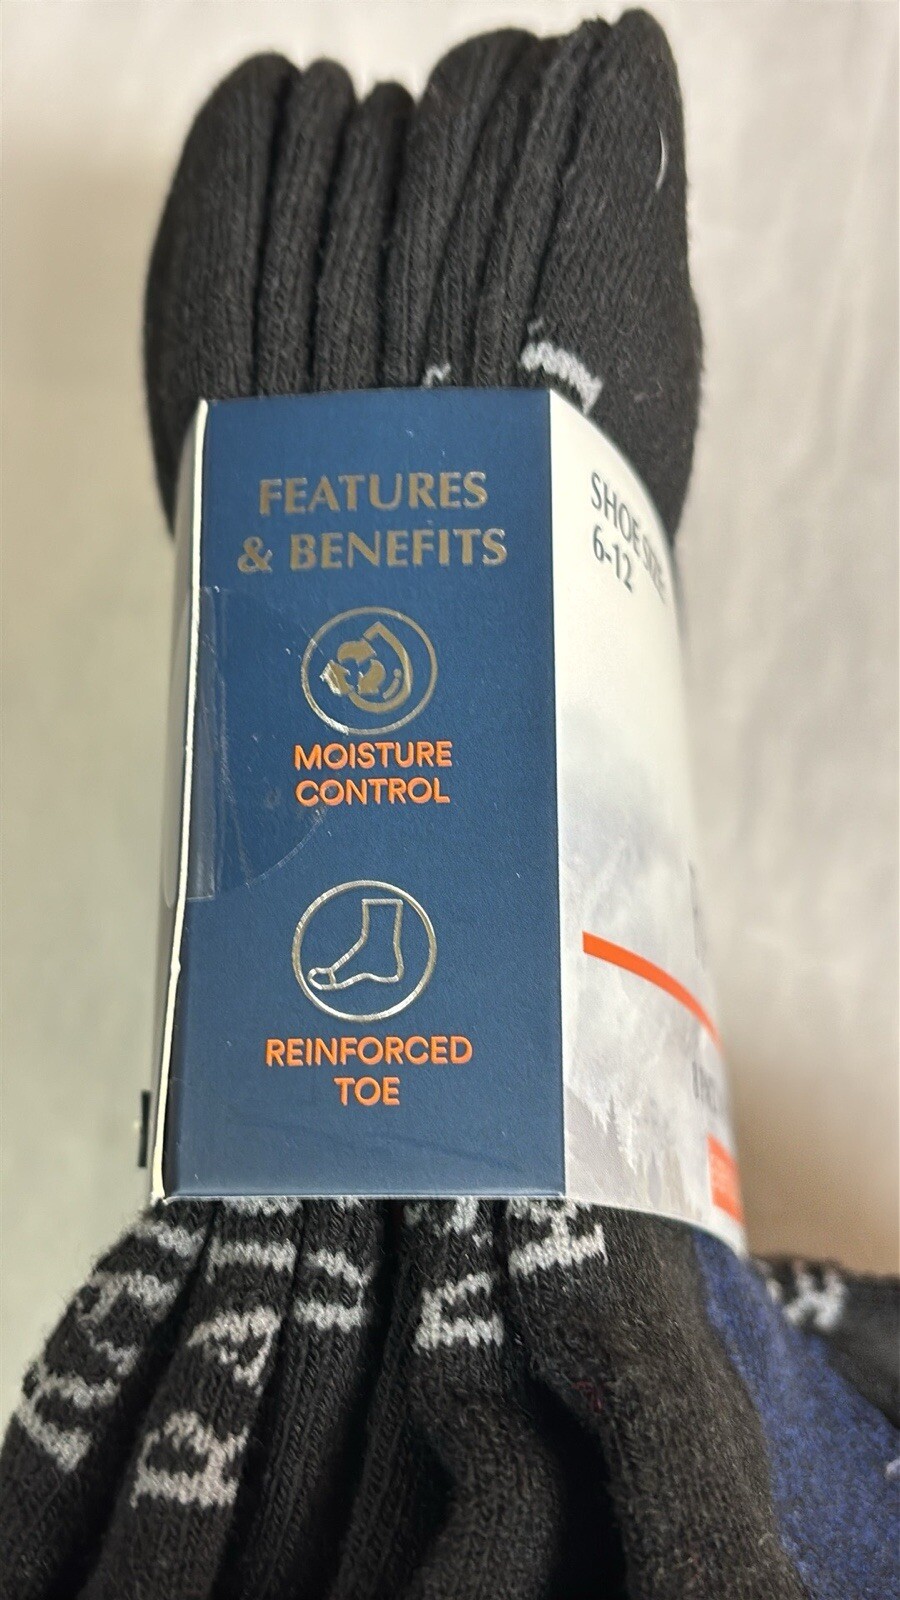 FEATURES
& BENEFITS
MOISTURE
CONTROL
REINFORCED
TOE
SHOE SIZE:
6-12